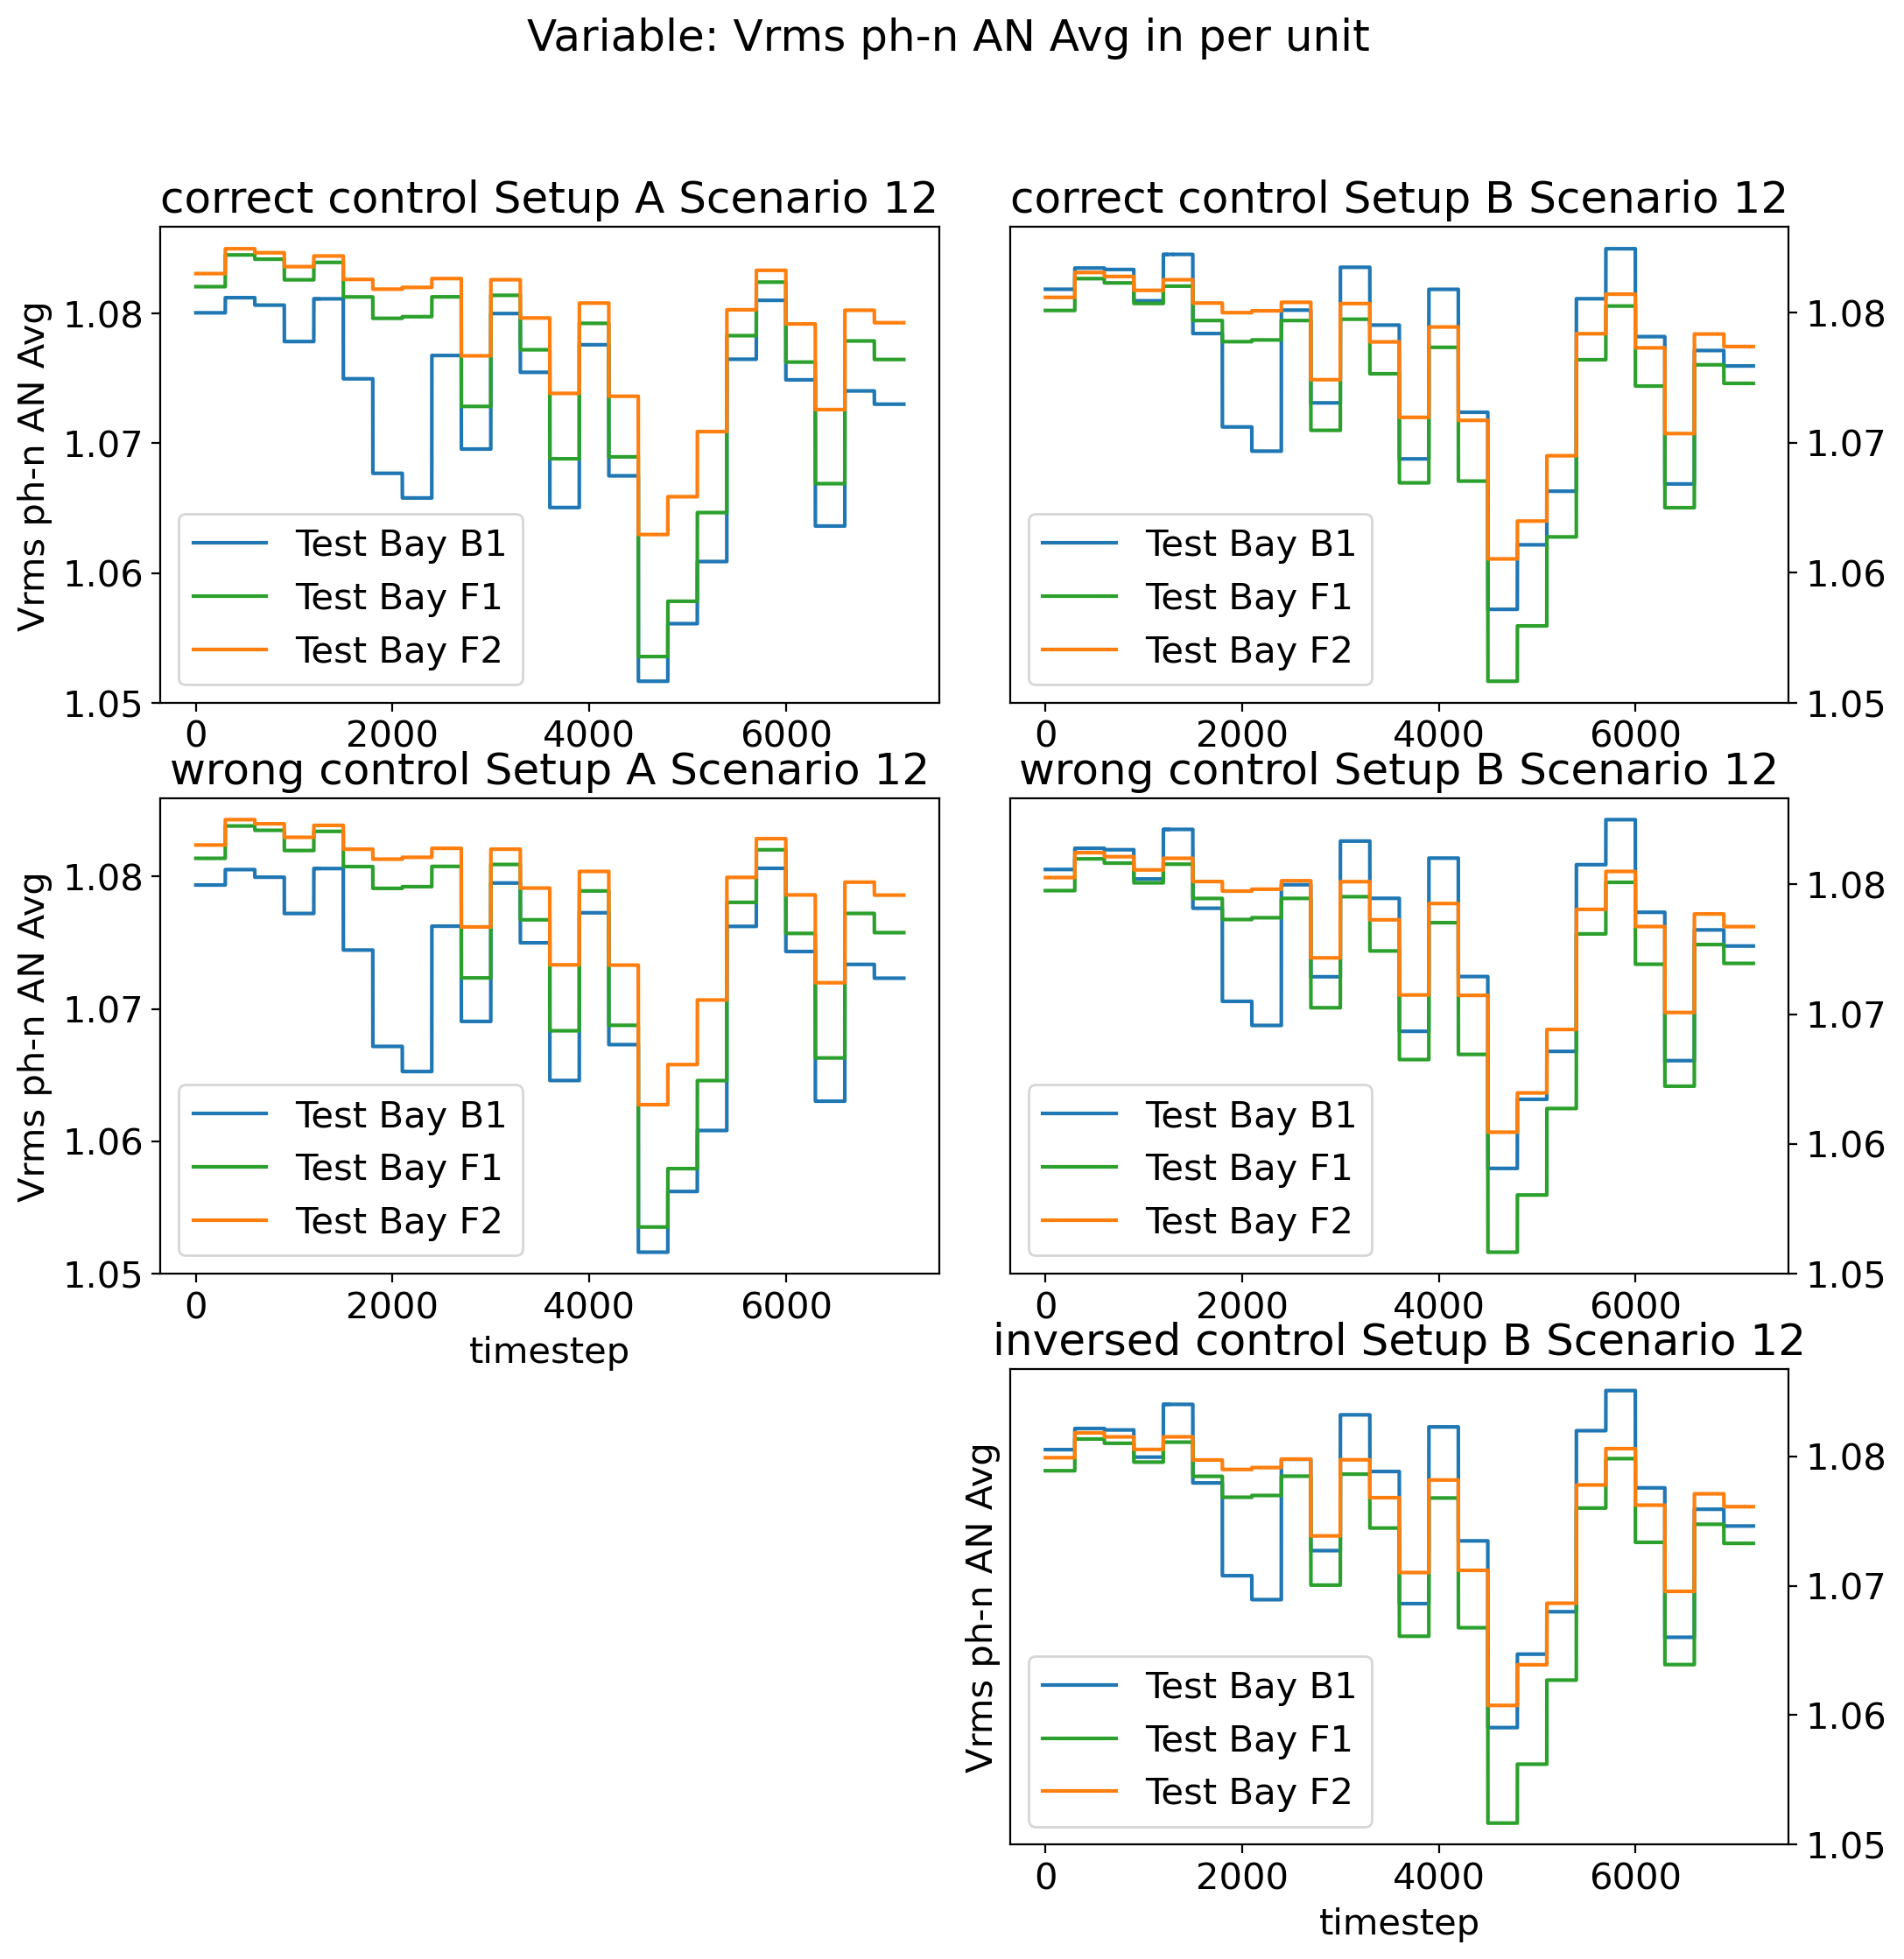 Variable: Vrms ph-n AN Avg in per unit
correct control Setup A Scenario 12
Vrms ph-n AN Avg
1.08
1.07
1.06
1.05
Test Bay B1
Test Bay F1
Test Bay F2
0 2000 4000 6000
correct control Setup B Scenario 12
1.08
1.07
1.06
1.05
Test Bay B1
Test Bay F1
Test Bay F2
0 2000 4000 6000
wrong control Setup A Scenario 12
Vrms ph-n AN Avg
1.08
1.07
1.06
1.05
Test Bay B1
Test Bay F1
Test Bay F2
0 2000 4000 6000
timestep
wrong control Setup B Scenario 12
1.08
1.07
1.06
1.05
Test Bay B1
Test Bay F1
Test Bay F2
0 2000 4000 6000
inversed control Setup B Scenario 12
Vrms ph-n AN Avg
1.08
1.07
1.06
1.05
Test Bay B1
Test Bay F1
Test Bay F2
0 2000 4000 6000
timestep